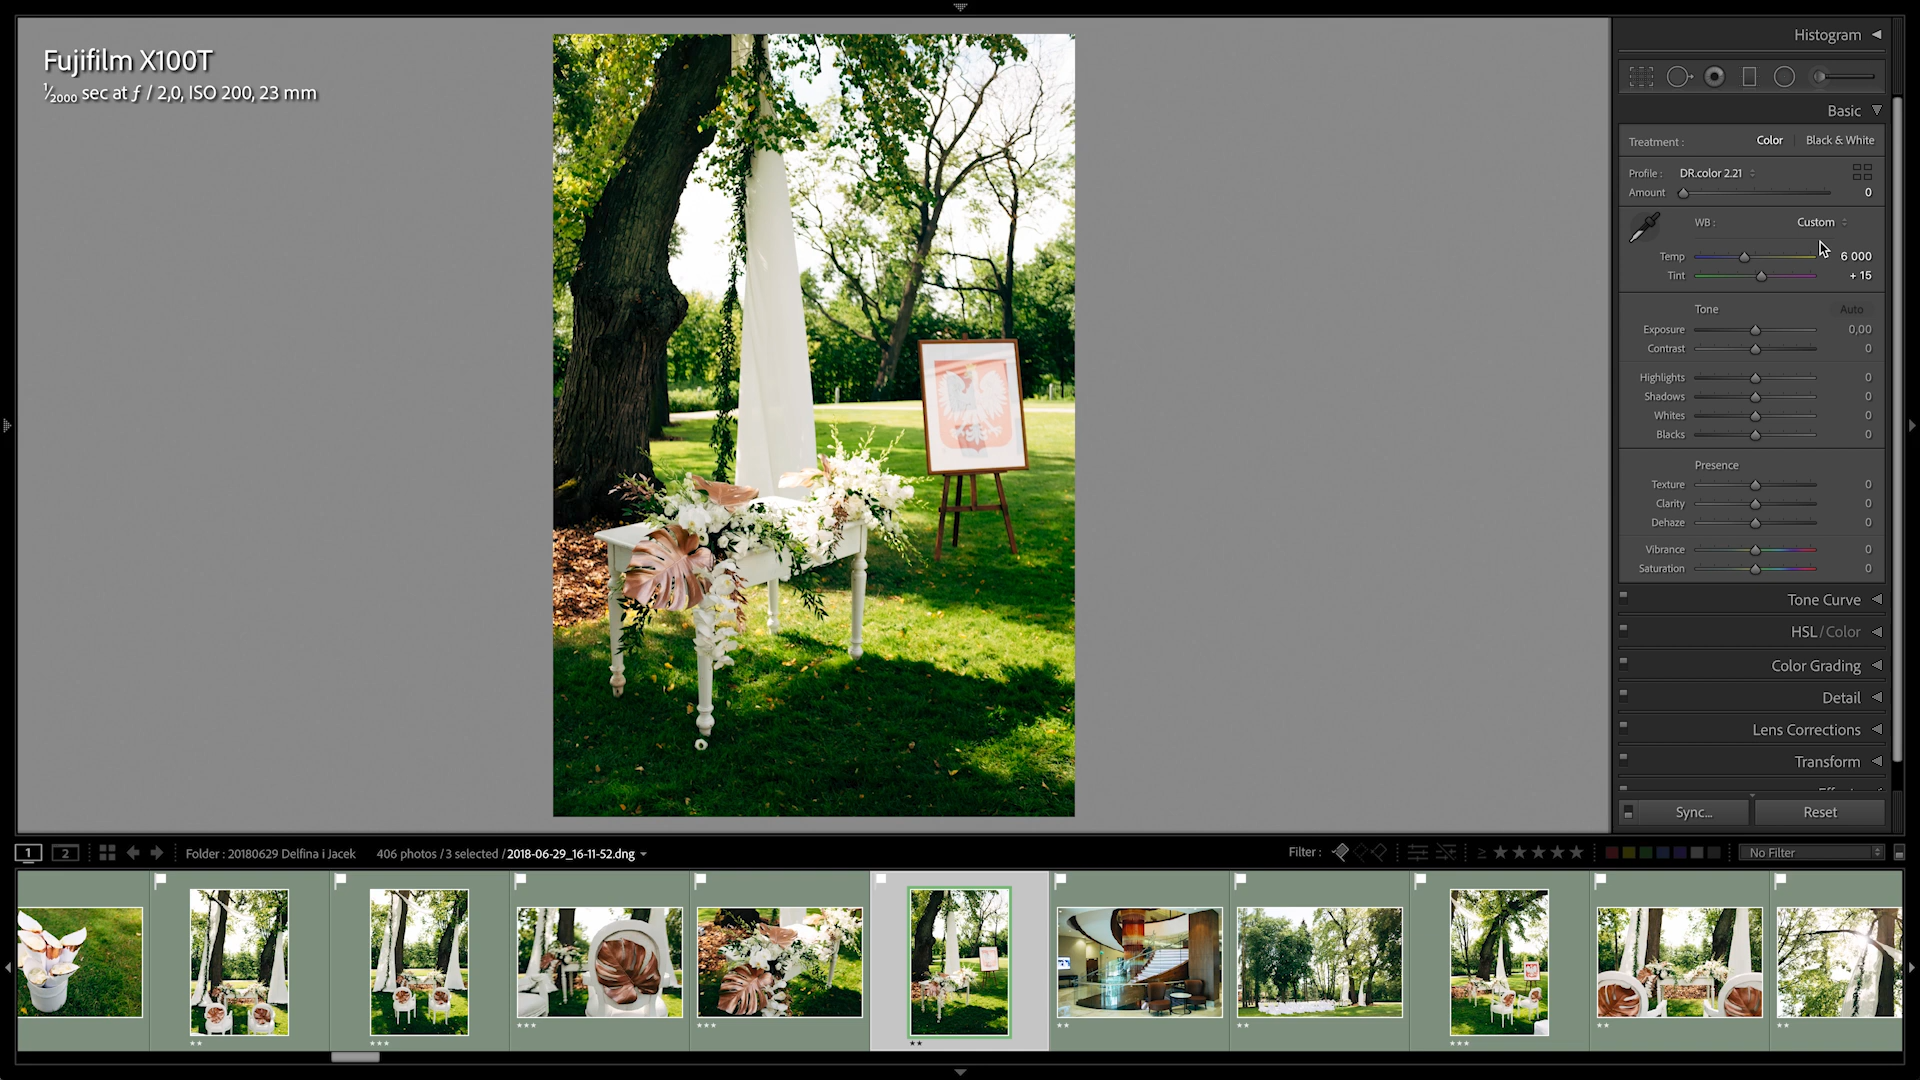 Fujifilm X100T
1/2000 sec at ƒ / 2,0, ISO 200, 23 mm
Histogram
Basic
Treatment :
Color
Black & White
Profile :
DR.color 2.21
Amount
0
WB :
Custom
Temp
6 000
Tint
+ 15
Tone
Auto
Exposure
0,00
Contrast
0
Highlights
0
Shadows
0
Whites
0
Blacks
0
Presence
Texture
0
Clarity
0
Dehaze
0
Vibrance
0
Saturation
0
Tone Curve
HSL / Color
Color Grading
Detail
Lens Corrections
Transform
Sync...
Reset
1
2
Folder : 20180629 Delfina i Jacek
406 photos / 3 selected / 2018-06-29_16-11-52.dng
Filter :
≥ ★★★★★
No Filter